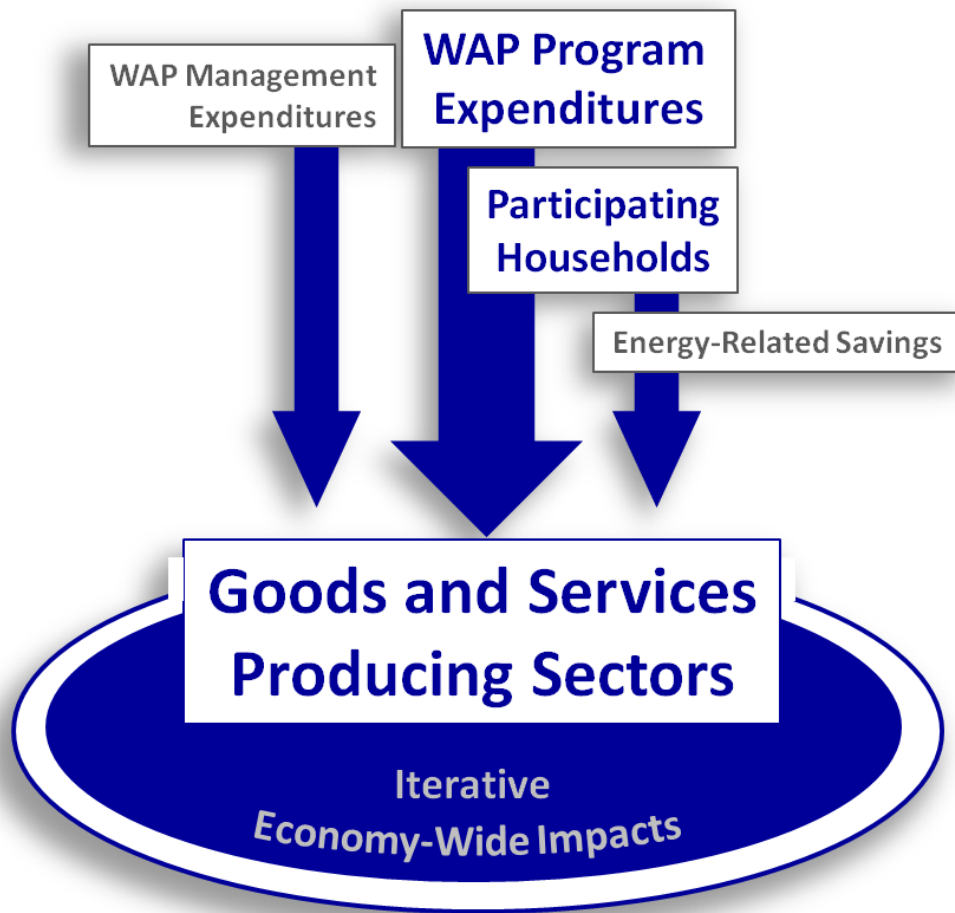 WAP Management
Expenditures
WAP Program
Expenditures
Participating
Households
Energy-Related Savings
Goods and Services
Producing Sectors
Iterative
Economy-Wide Impacts